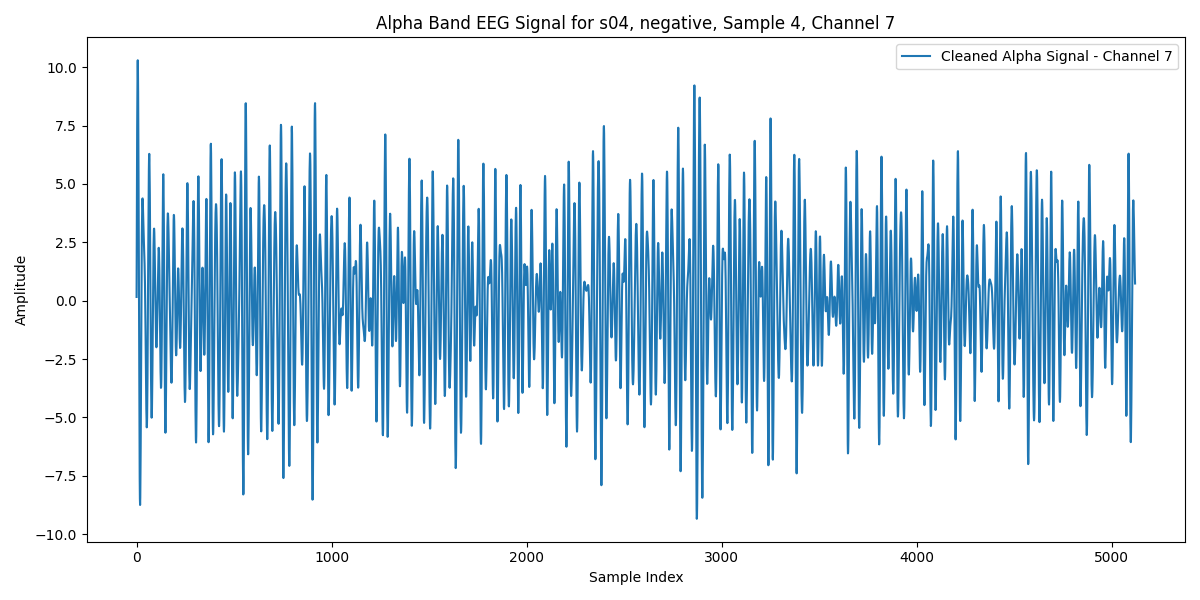 Alpha Band EEG Signal for s04, negative, Sample 4, Channel 7
Cleaned Alpha Signal - Channel 7
10.0
7.5
5.0
2.5
0.0
−2.5
−5.0
−7.5
−10.0
Amplitude
0 1000 2000 3000 4000 5000
Sample Index